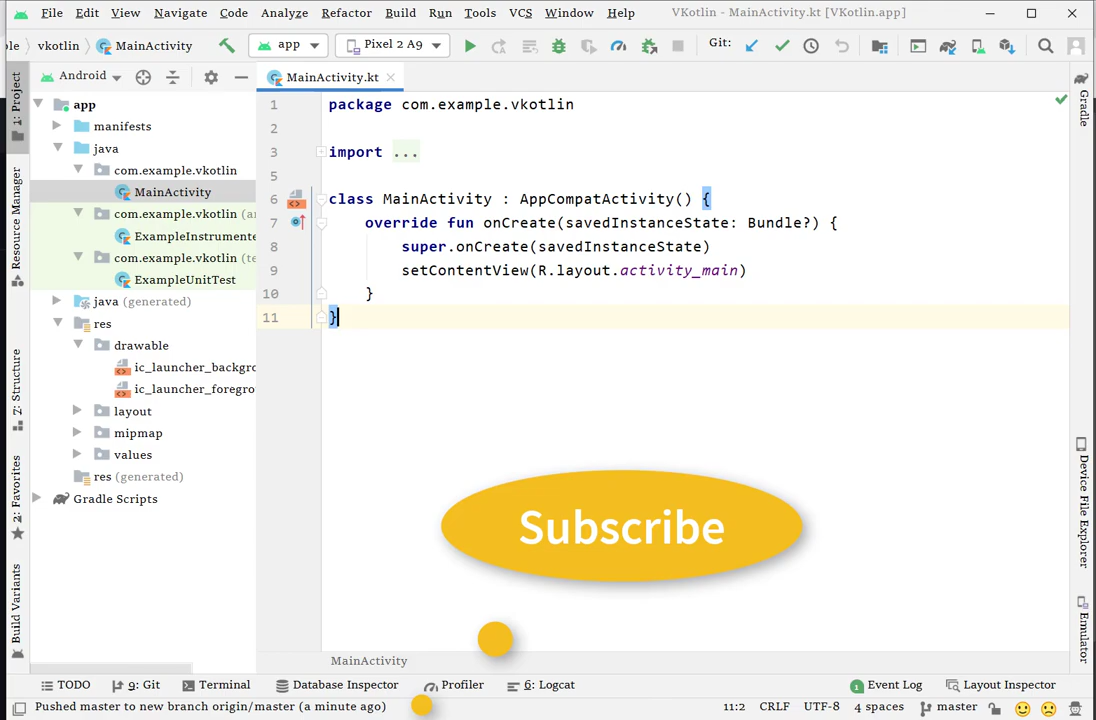 File Edit View Navigate Code Analyze Refactor Build Run Tools VCS Window Help VKotlin - MainActivity.kt [VKotlin.app]
vkotlin MainActivity app Pixel 2 A9 Git:
Android MainActivity.kt
1: Project
Resource Manager
Z: Structure
2: Favorites
Build Variants
app
manifests
java
com.example.vkotlin
MainActivity
com.example.vkotlin (
ExampleInstrumente
com.example.vkotlin (
ExampleUnitTest
java (generated)
res
drawable
ic_launcher_backgro
ic_launcher_foregro
layout
mipmap
values
res (generated)
Gradle Scripts
1 package com.example.vkotlin
2
3 import ...
5
6 class MainActivity : AppCompatActivity() {
7 override fun onCreate(savedInstanceState: Bundle?) {
8 super.onCreate(savedInstanceState)
9 setContentView(R.layout.activity_main)
10 }
11 }
Subscribe
MainActivity
Gradle
Device File Explorer
Emulator
TODO 9: Git Terminal Database Inspector Profiler 6: Logcat 1 Event Log Layout Inspector
Pushed master to new branch origin/master (a minute ago) 11:2 CRLF UTF-8 4 spaces master